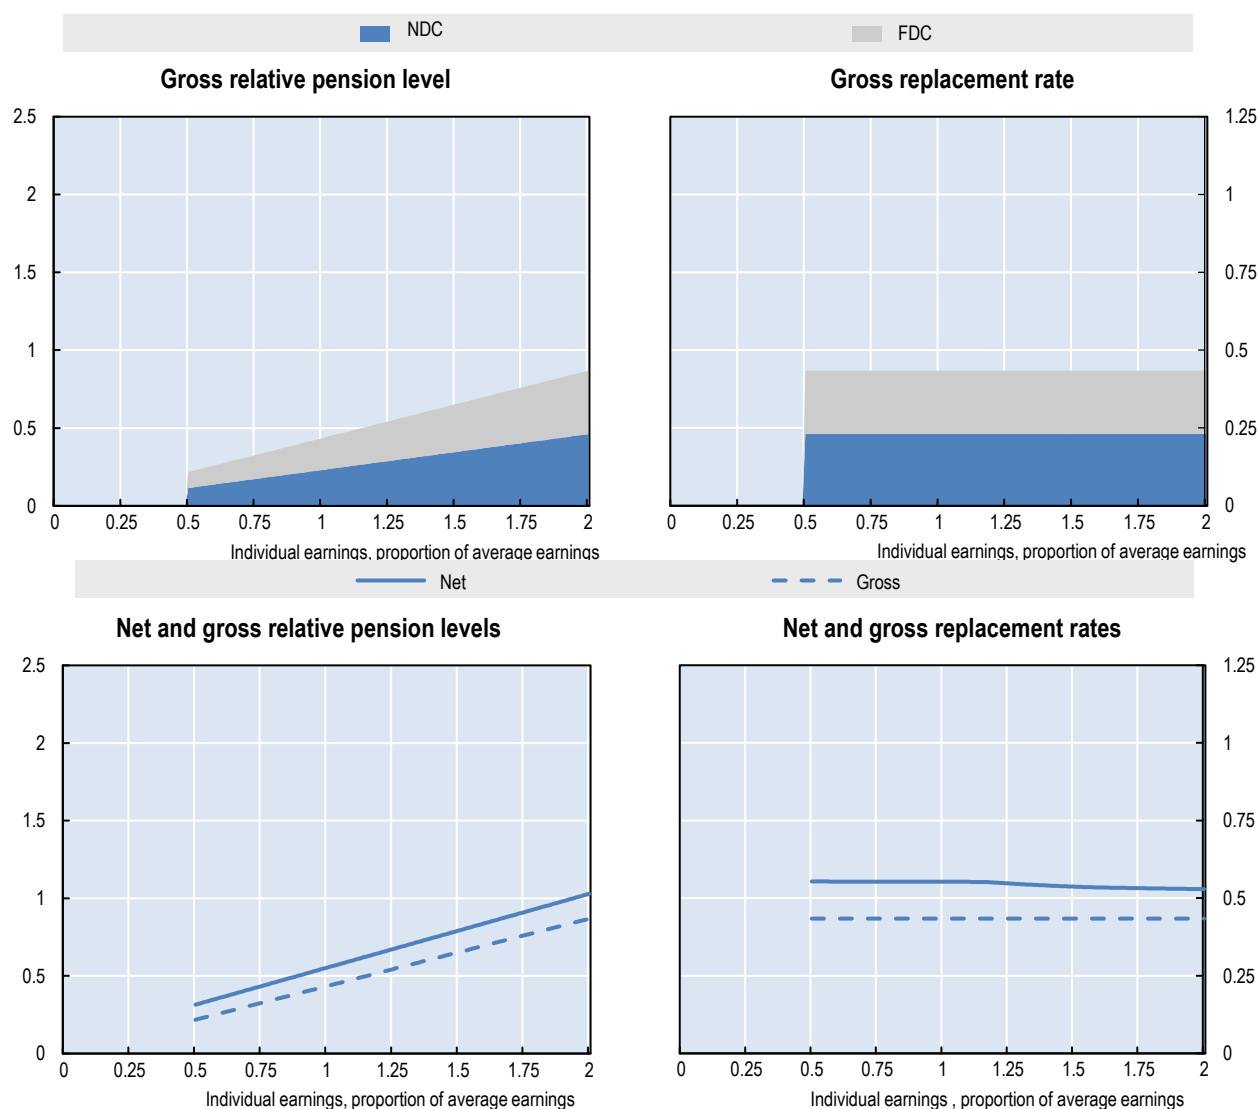 NDC FDC
Gross relative pension level Gross replacement rate
2.5 1.25
2 1
1.5 0.75
1 0.5
0.5 0.25
0 0
0 0.25 0.5 0.75 1 1.25 1.5 1.75 2 0 0.25 0.5 0.75 1 1.25 1.5 1.75 2
Individual earnings, proportion of average earnings Individual earnings, proportion of average earnings
Net Gross
Net and gross relative pension levels Net and gross replacement rates
2.5 1.25
2 1
1.5 0.75
1 0.5
0.5 0.25
0 0
0 0.25 0.5 0.75 1 1.25 1.5 1.75 2 0 0.25 0.5 0.75 1 1.25 1.5 1.75 2
Individual earnings, proportion of average earnings Individual earnings , proportion of average earnings